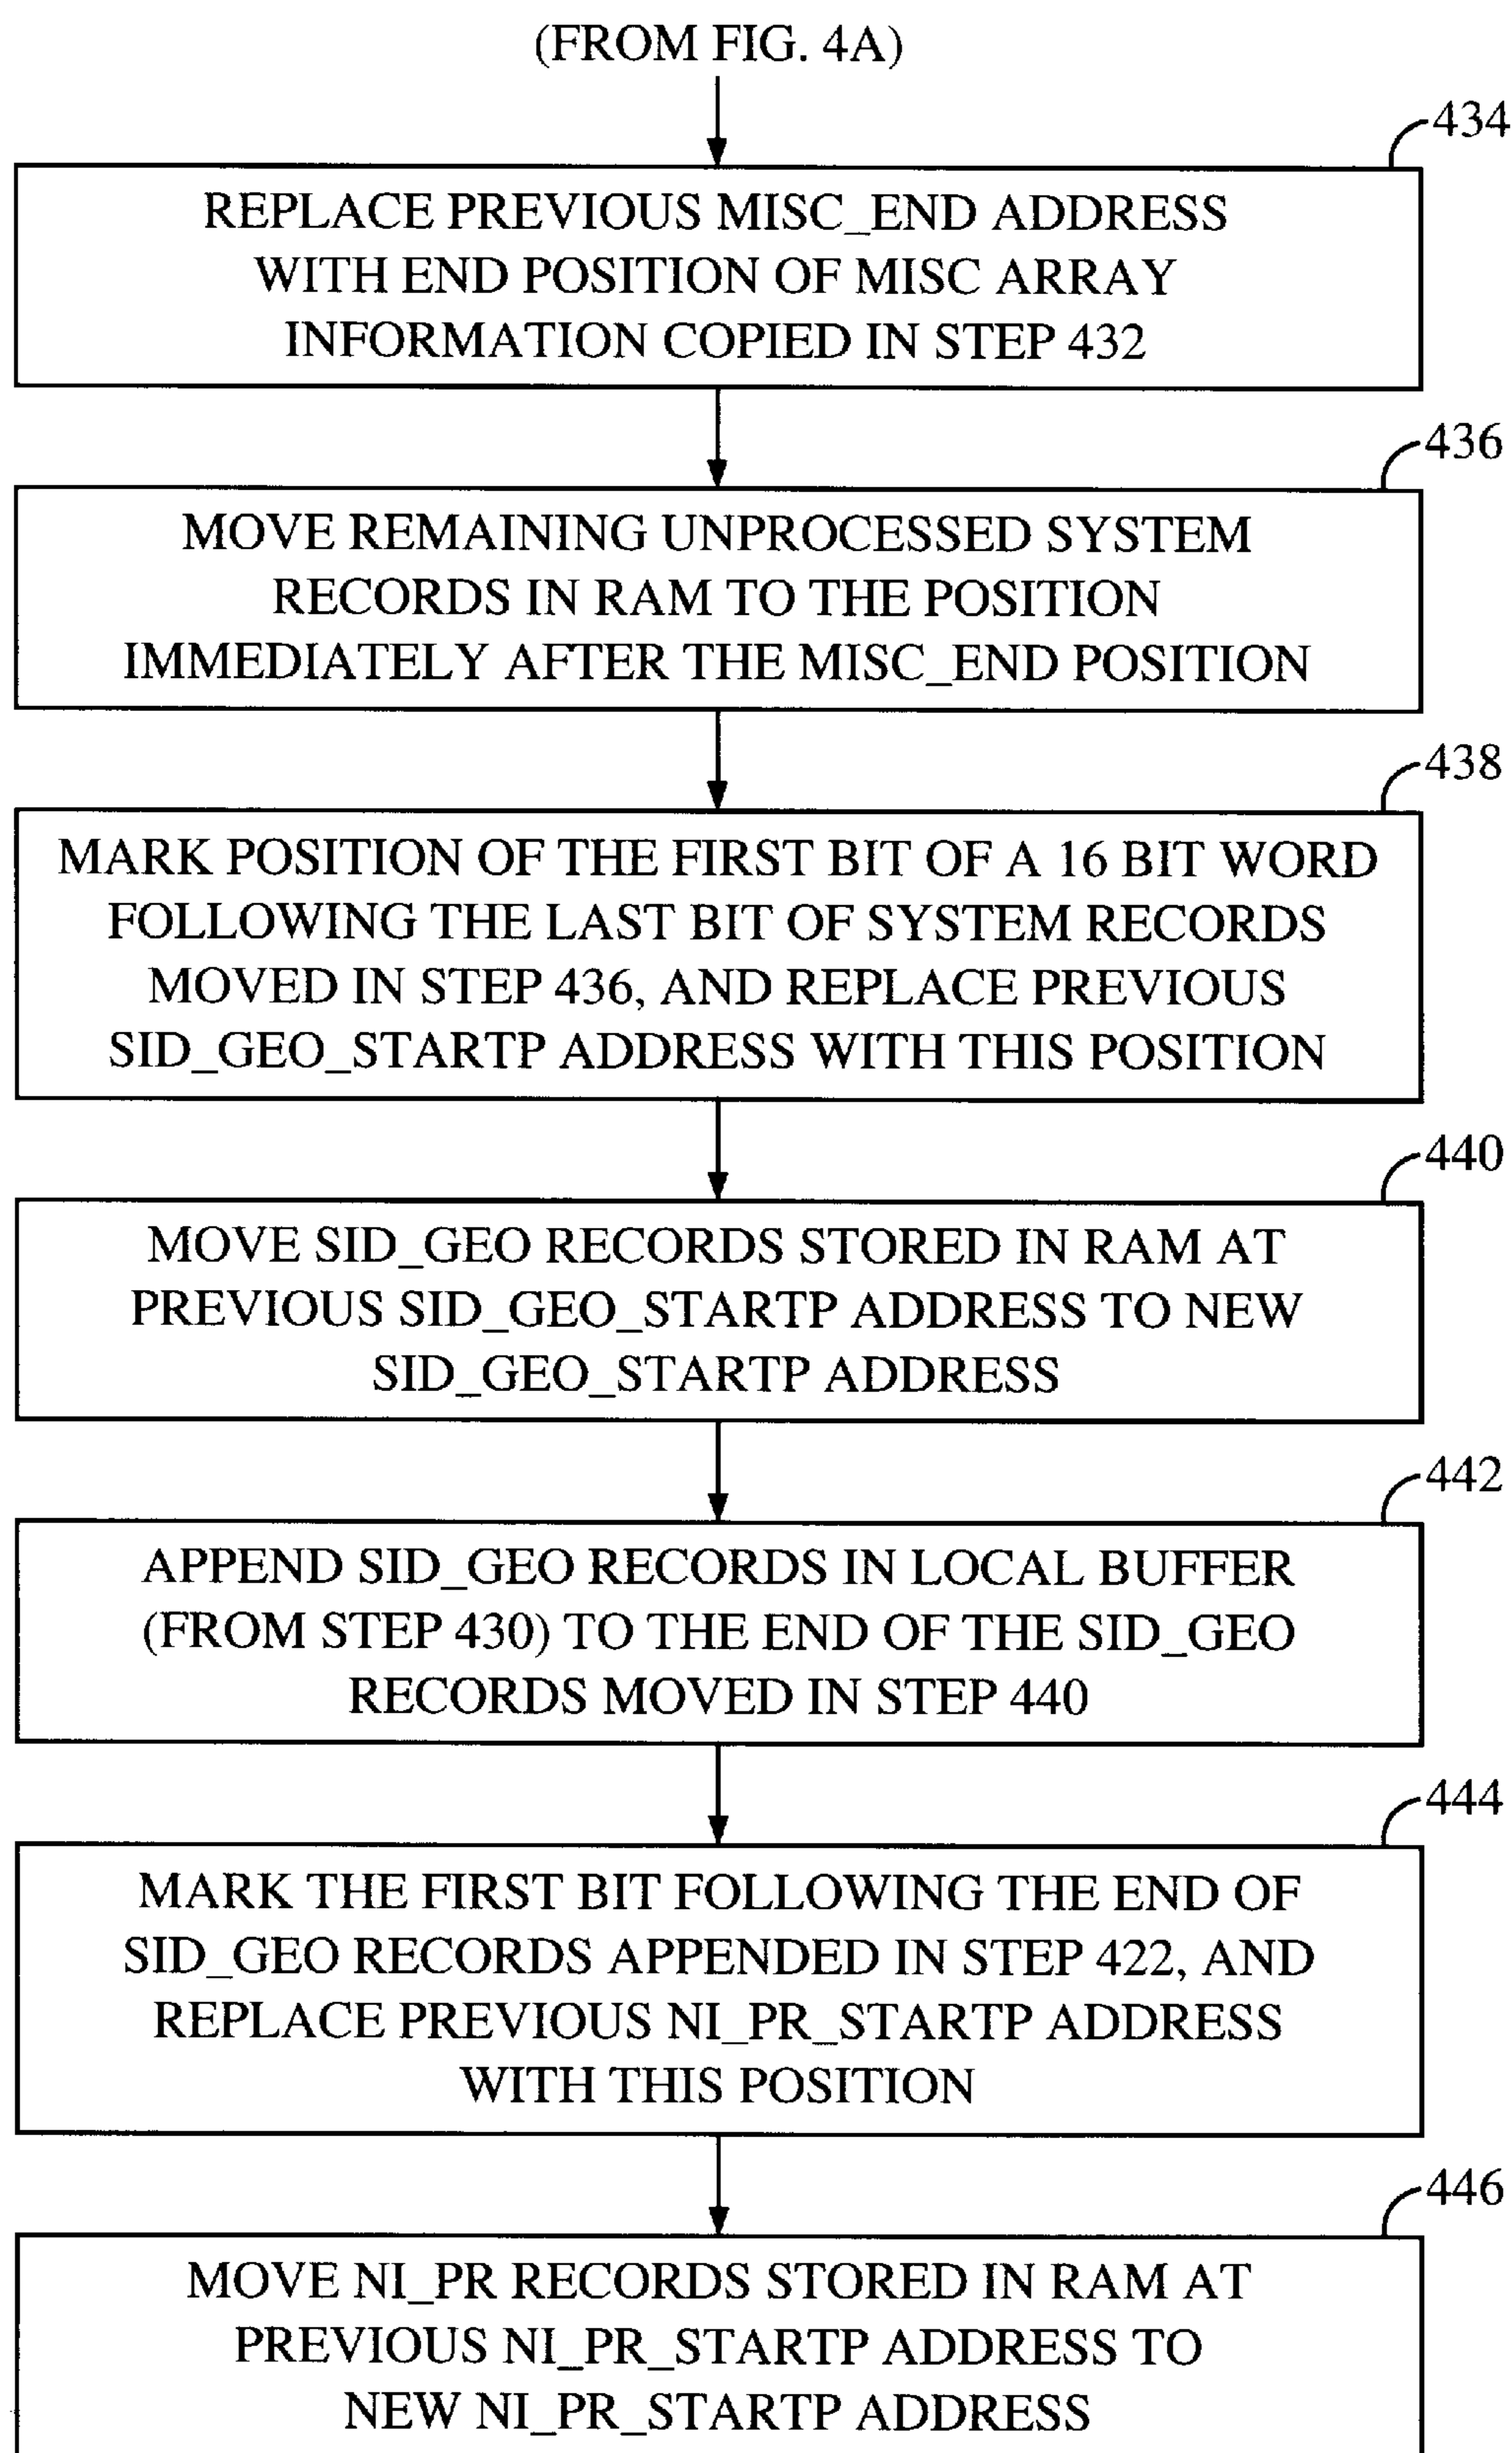 (FROM FIG. 4A)
434
REPLACE PREVIOUS MISC_END ADDRESS
WITH END POSITION OF MISC ARRAY
INFORMATION COPIED IN STEP 432
436
MOVE REMAINING UNPROCESSED SYSTEM
RECORDS IN RAM TO THE POSITION
IMMEDIATELY AFTER THE MISC_END POSITION
438
MARK POSITION OF THE FIRST BIT OF A 16 BIT WORD
FOLLOWING THE LAST BIT OF SYSTEM RECORDS
MOVED IN STEP 436, AND REPLACE PREVIOUS
SID_GEO_STARTP ADDRESS WITH THIS POSITION
440
MOVE SID_GEO RECORDS STORED IN RAM AT
PREVIOUS SID_GEO_STARTP ADDRESS TO NEW
SID_GEO_STARTP ADDRESS
442
APPEND SID_GEO RECORDS IN LOCAL BUFFER
(FROM STEP 430) TO THE END OF THE SID_GEO
RECORDS MOVED IN STEP 440
444
MARK THE FIRST BIT FOLLOWING THE END OF
SID_GEO RECORDS APPENDED IN STEP 422, AND
REPLACE PREVIOUS NI_PR_STARTP ADDRESS
WITH THIS POSITION
446
MOVE NI_PR RECORDS STORED IN RAM AT
PREVIOUS NI_PR_STARTP ADDRESS TO
NEW NI_PR_STARTP ADDRESS